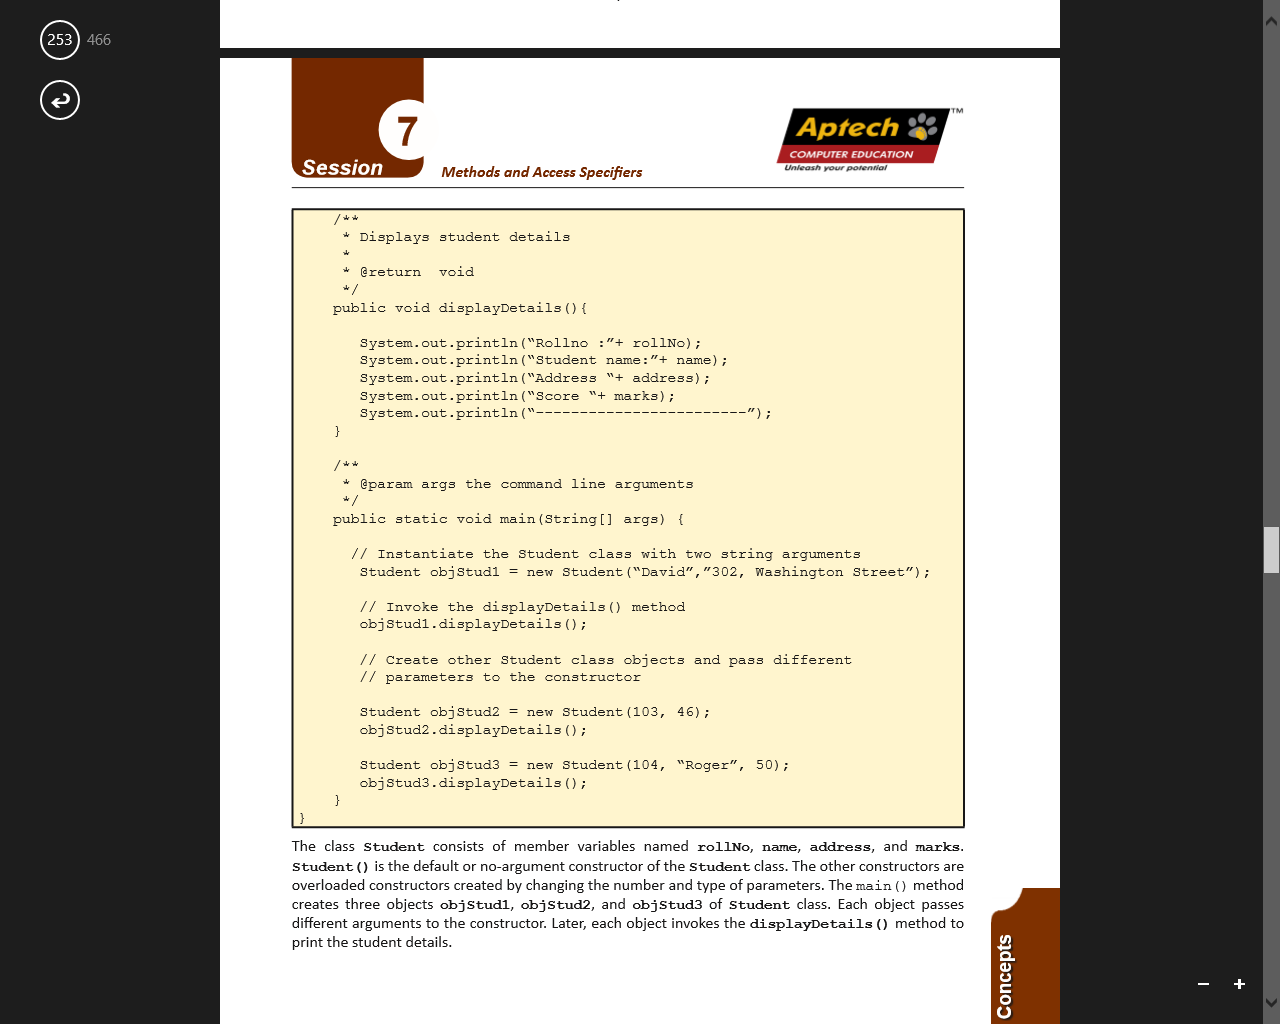 253 466
7
Session
Methods and Access Specifiers
Aptech
TM
COMPUTER EDUCATION
Unleash your potential
/**
* Displays student details
*
* @return  void
*/
public void displayDetails(){
System.out.println(“Rollno :”+ rollNo);
System.out.println(“Student name:”+ name);
System.out.println(“Address “+ address);
System.out.println(“Score “+ marks);
System.out.println(“------------------------”);
}
/**
* @param args the command line arguments
*/
public static void main(String[] args) {
// Instantiate the Student class with two string arguments
Student objStud1 = new Student(“David”,”302, Washington Street”);
// Invoke the displayDetails() method
objStud1.displayDetails();
// Create other Student class objects and pass different
// parameters to the constructor
Student objStud2 = new Student(103, 46);
objStud2.displayDetails();
Student objStud3 = new Student(104, “Roger”, 50);
objStud3.displayDetails();
}
}
The class Student consists of member variables named rollNo, name, address, and marks.
Student() is the default or no-argument constructor of the Student class. The other constructors are
overloaded constructors created by changing the number and type of parameters. The main() method
creates three objects objStud1, objStud2, and objStud3 of Student class. Each object passes
different arguments to the constructor. Later, each object invokes the displayDetails() method to
print the student details.
Concepts